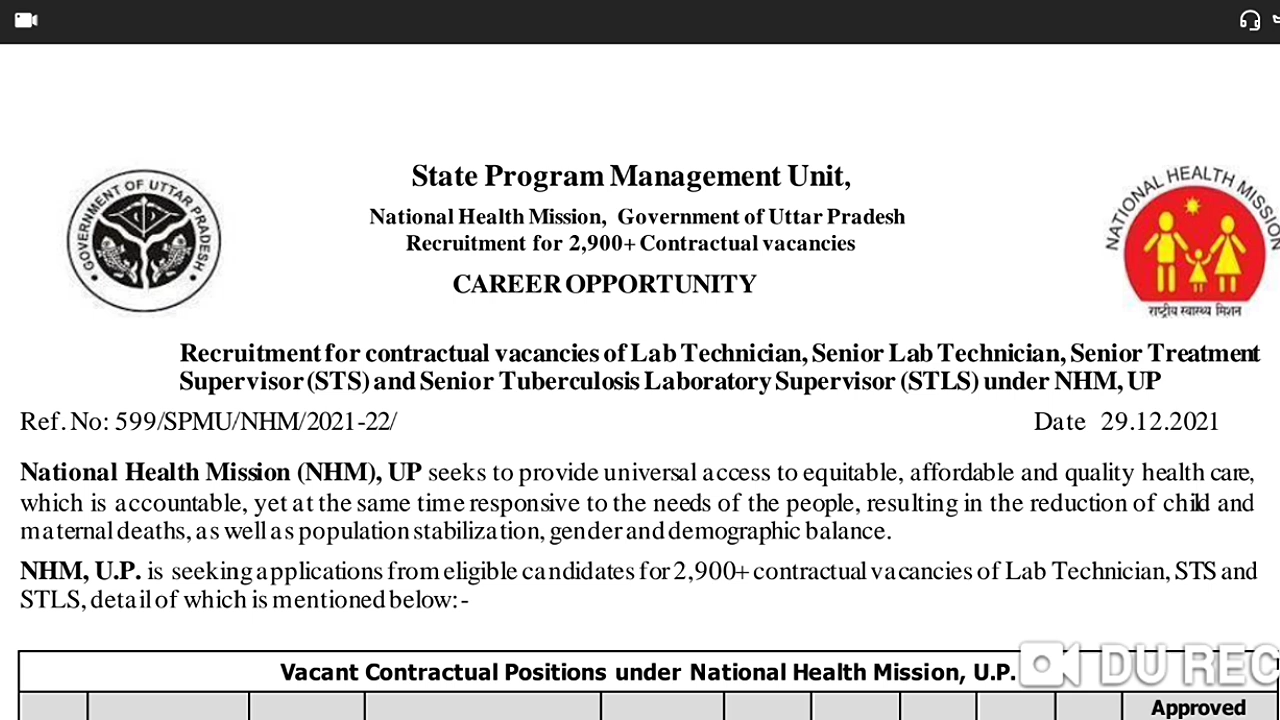 State Program Management Unit,
GOVERNMENT OF UTTAR PRADESH
NATIONAL HEALTH MISSION
National Health Mission, Government of Uttar Pradesh
Recruitment for 2,900+ Contractual vacancies
CAREER OPPORTUNITY
राष्ट्रीय स्वास्थ्य मिशन
Recruitment for contractual vacancies of Lab Technician, Senior Lab Technician, Senior Treatment
Supervisor (STS) and Senior Tuberculosis Laboratory Supervisor (STLS) under NHM, UP
Ref. No: 599/SPMU/NHM/2021-22/ Date 29.12.2021
National Health Mission (NHM), UP seeks to provide universal access to equitable, affordable and quality health care,
which is accountable, yet at the same time responsive to the needs of the people, resulting in the reduction of child and
maternal deaths, as well as population stabilization, gender and demographic balance.
NHM, U.P. is seeking applications from eligible candidates for 2,900+ contractual vacancies of Lab Technician, STS and
STLS, detail of which is mentioned below:-
Vacant Contractual Positions under National Health Mission, U.P.
DU REC
Approved